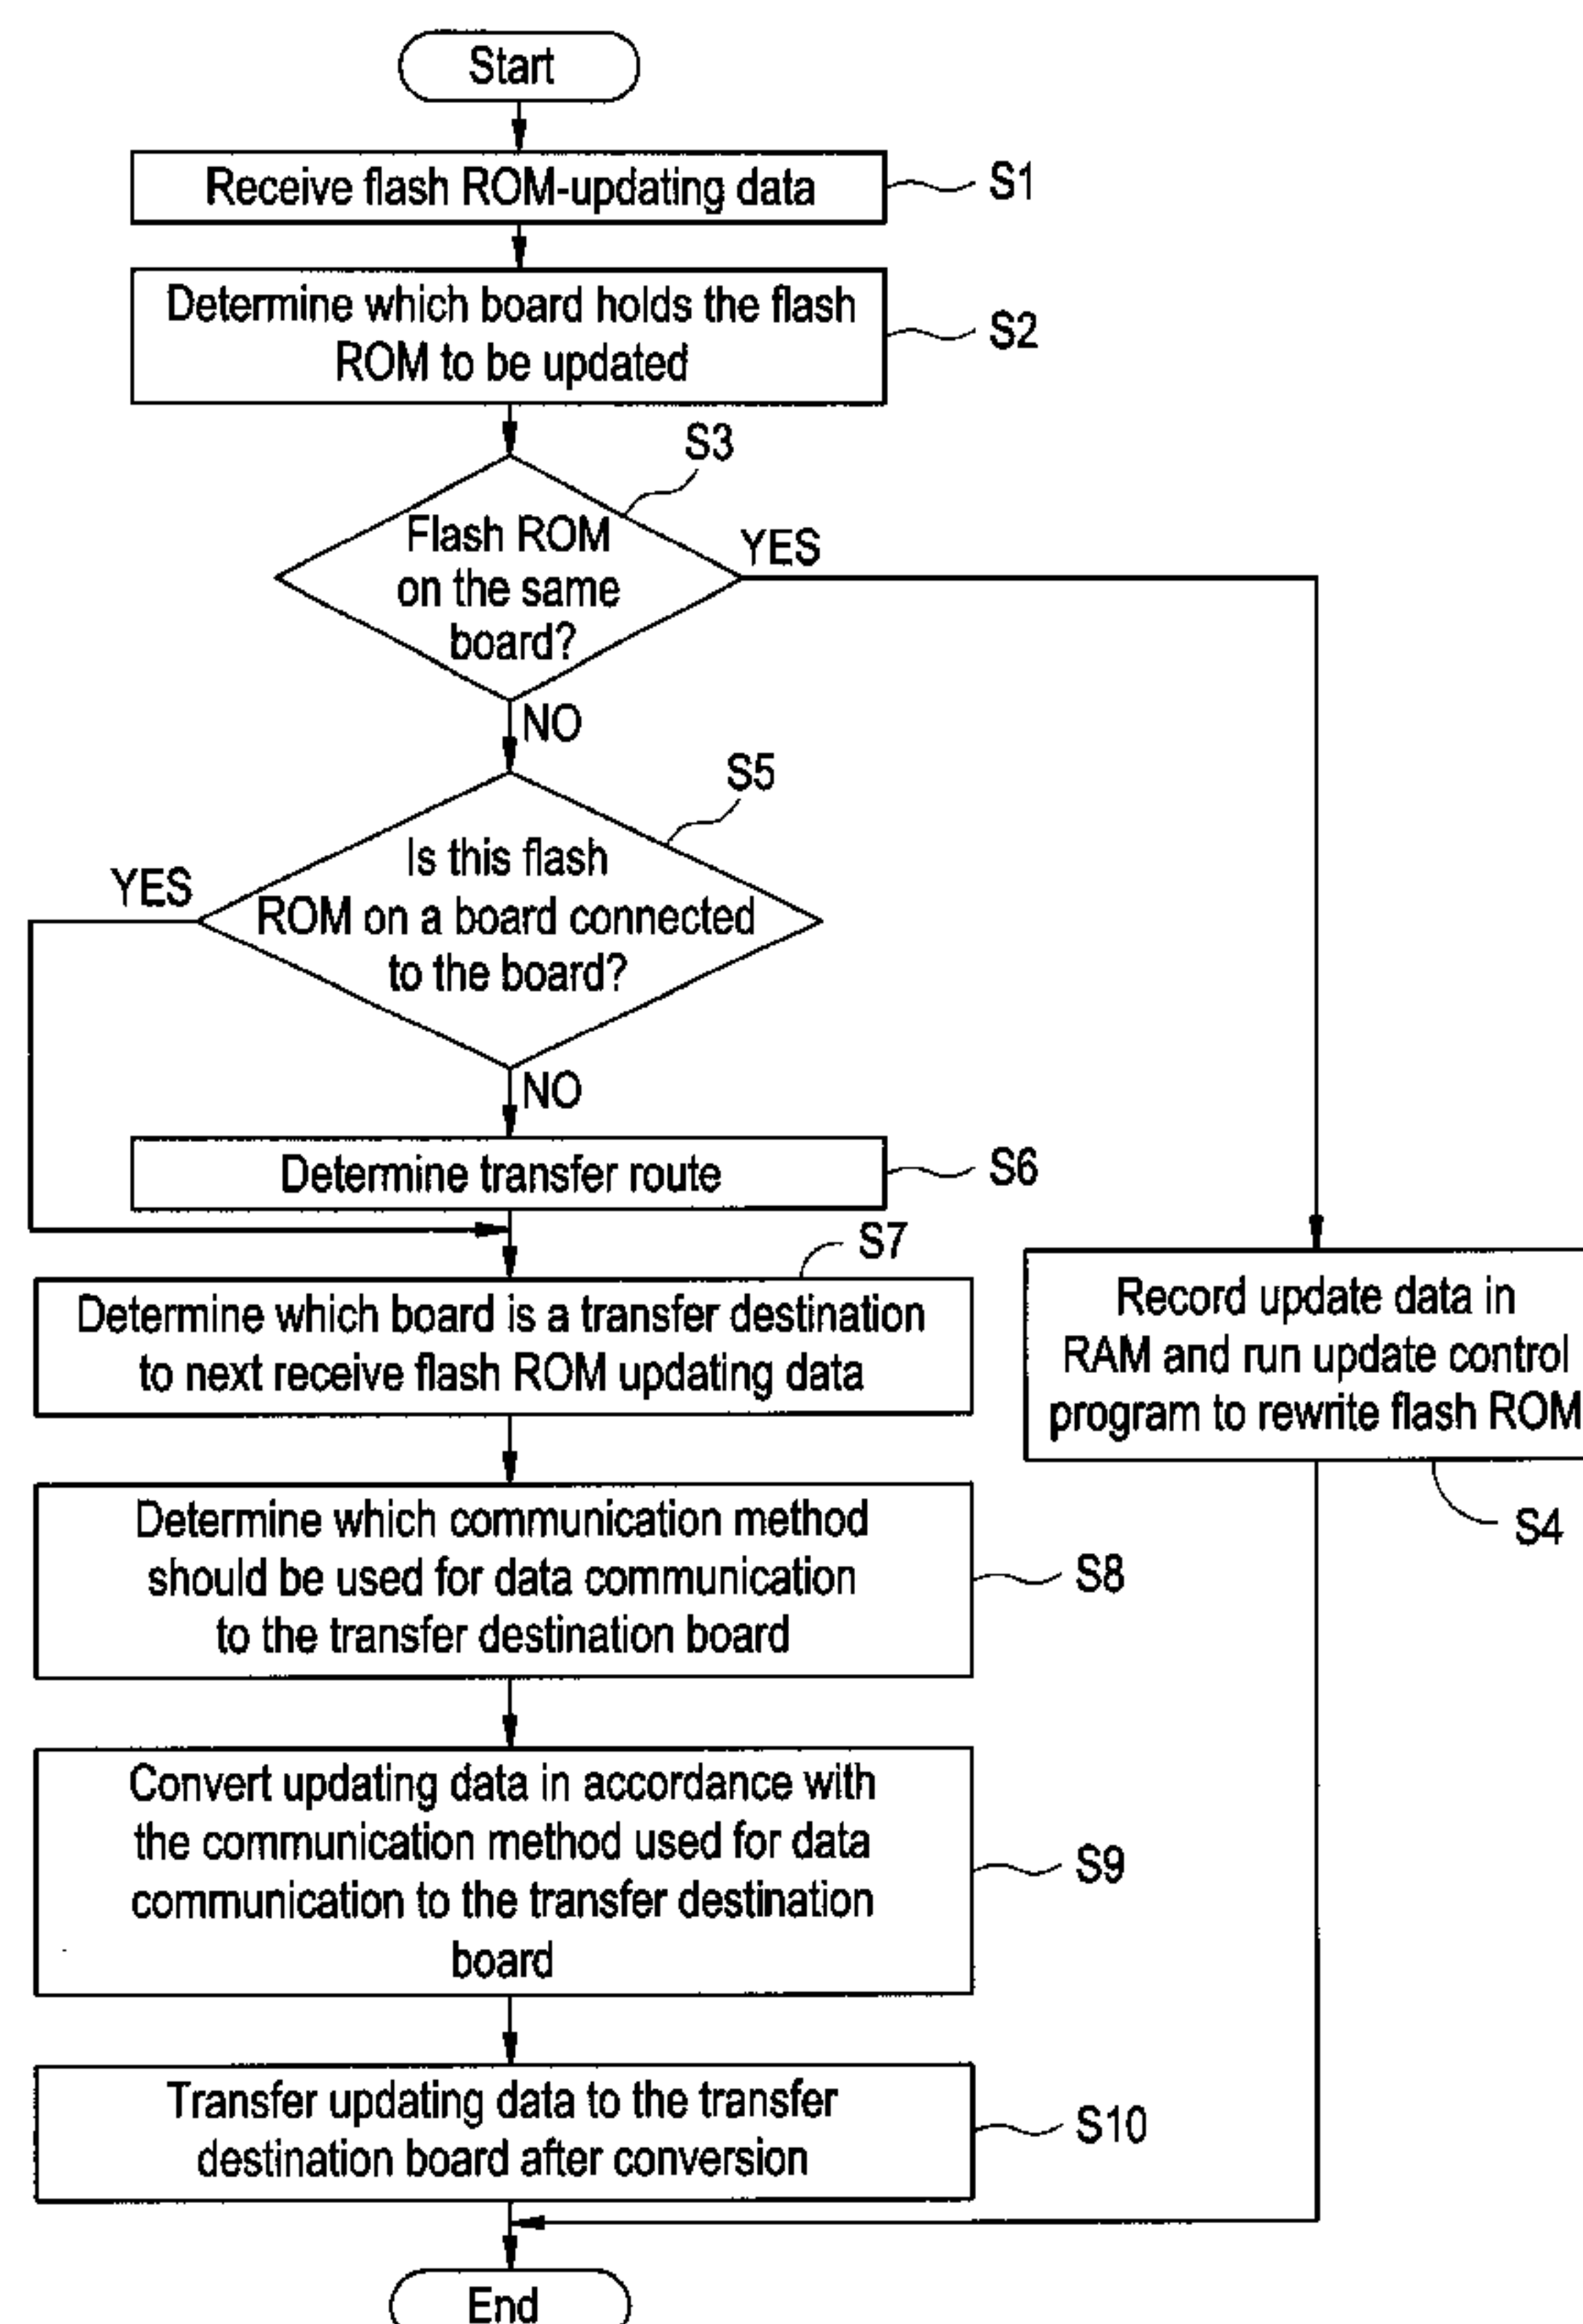 Start
Receive flash ROM-updating data
S1
Determine which board holds the flash
ROM to be updated
S2
S3
Flash ROM
on the same
board?
YES
NO
S5
Is this flash
ROM on a board connected
to the board?
YES
NO
Determine transfer route
S6
S7
Determine which board is a transfer destination
to next receive flash ROM updating data
Record update data in
RAM and run update control
program to rewrite flash ROM
S4
Determine which communication method
should be used for data communication
to the transfer destination board
S8
Convert updating data in accordance with
the communication method used for data
communication to the transfer destination
board
S9
Transfer updating data to the transfer
destination board after conversion
S10
End